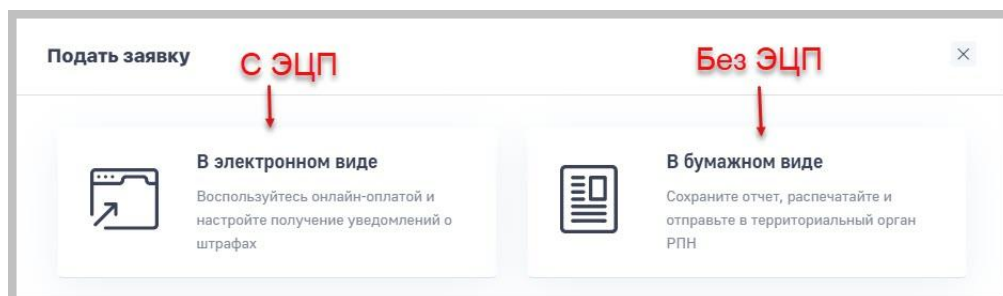 Подать заявку
С ЭЦП
Без ЭЦП
В электронном виде
Воспользуйтесь онлайн-оплатой и
настройте получение уведомлений о
штрафах
В бумажном виде
Сохраните отчет, распечатайте и
отправьте в территориальный орган
РПН